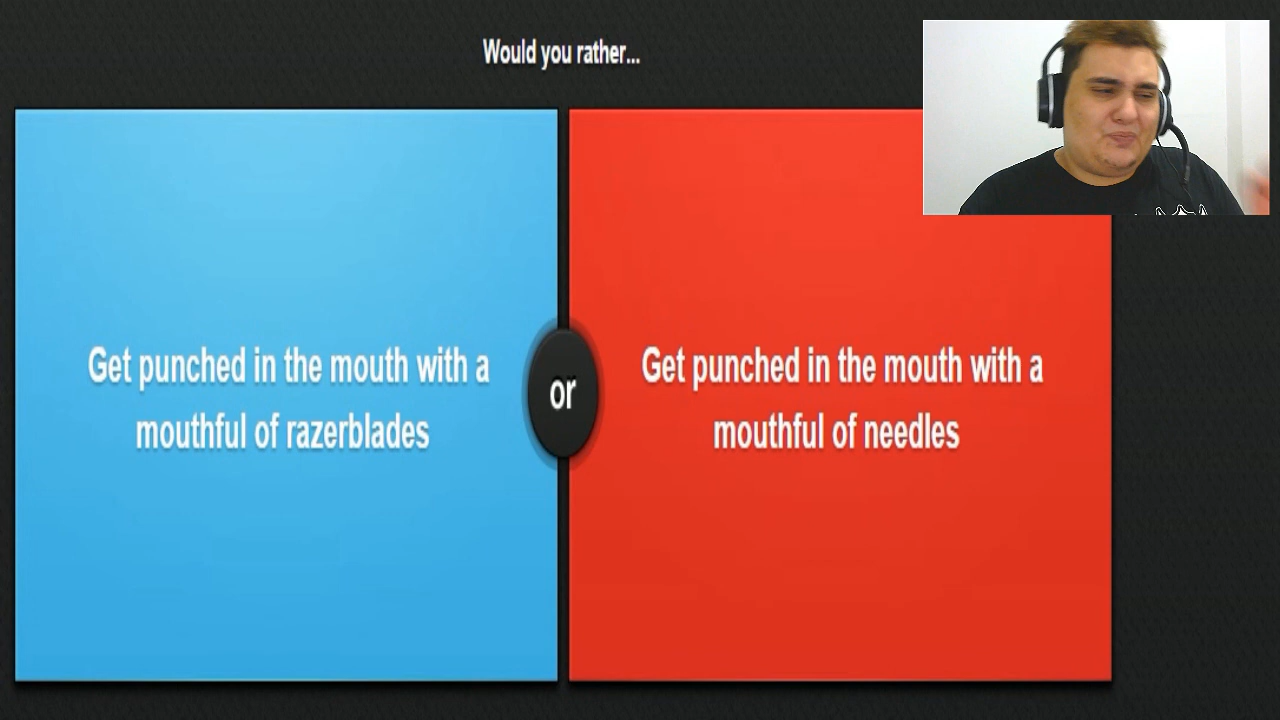 Would you rather...
Get punched in the mouth with a
mouthful of razerblades
or
Get punched in the mouth with a
mouthful of needles